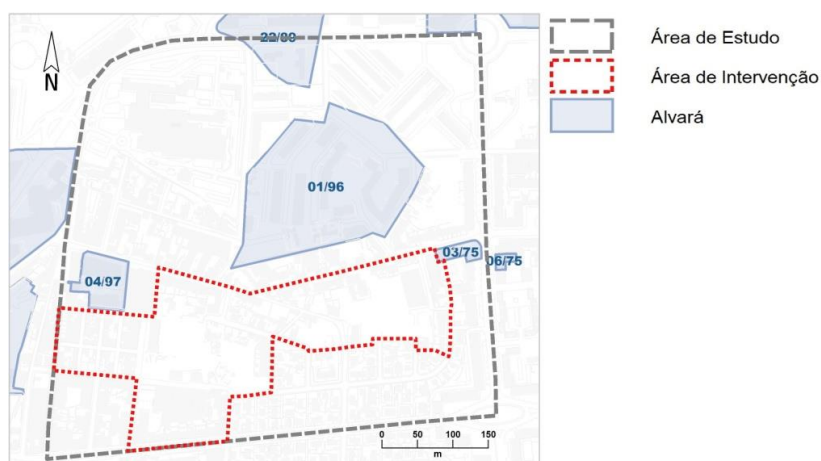 22/80
01/96
03/75
06/75
04/97
N
0 50 100 150
m
Área de Estudo
Área de Intervenção
Alvará